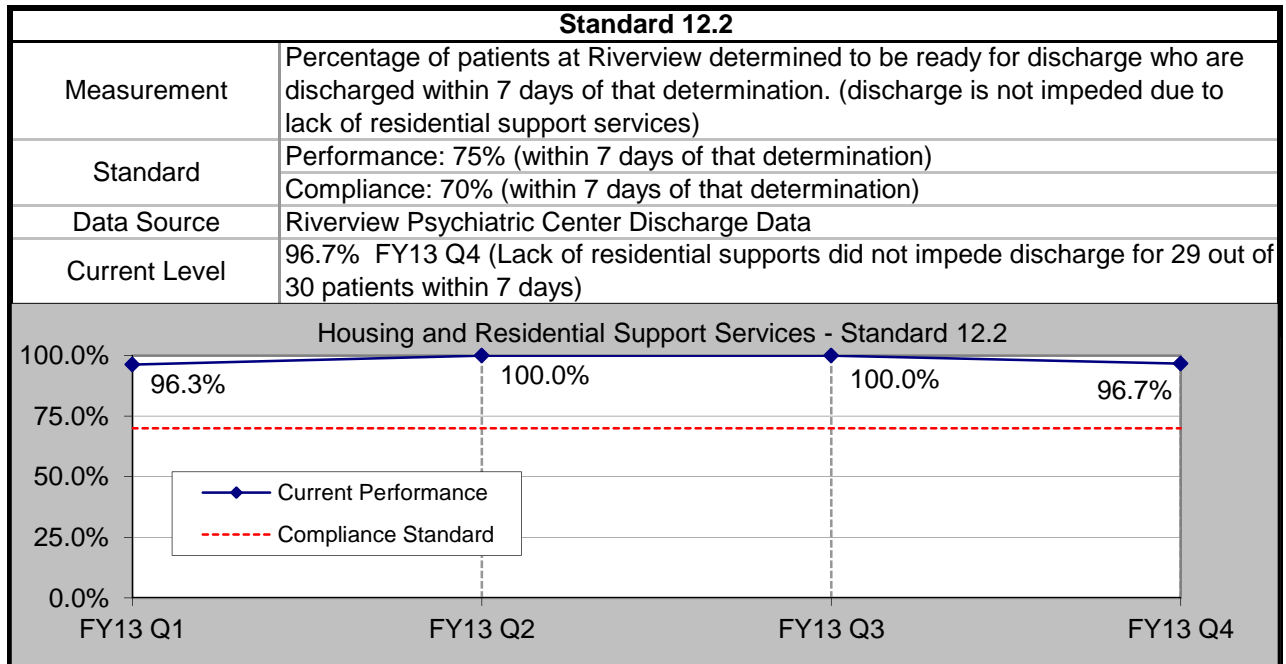 Standard 12.2
Measurement
Percentage of patients at Riverview determined to be ready for discharge who are
discharged within 7 days of that determination. (discharge is not impeded due to
lack of residential support services)
Standard
Performance: 75% (within 7 days of that determination)
Compliance: 70% (within 7 days of that determination)
Data Source
Riverview Psychiatric Center Discharge Data
Current Level
96.7%  FY13 Q4 (Lack of residential supports did not impede discharge for 29 out of
30 patients within 7 days)
Housing and Residential Support Services - Standard 12.2
100.0%
75.0%
50.0%
25.0%
0.0%
96.3%
100.0%
100.0%
96.7%
Current Performance
Compliance Standard
FY13 Q1
FY13 Q2
FY13 Q3
FY13 Q4